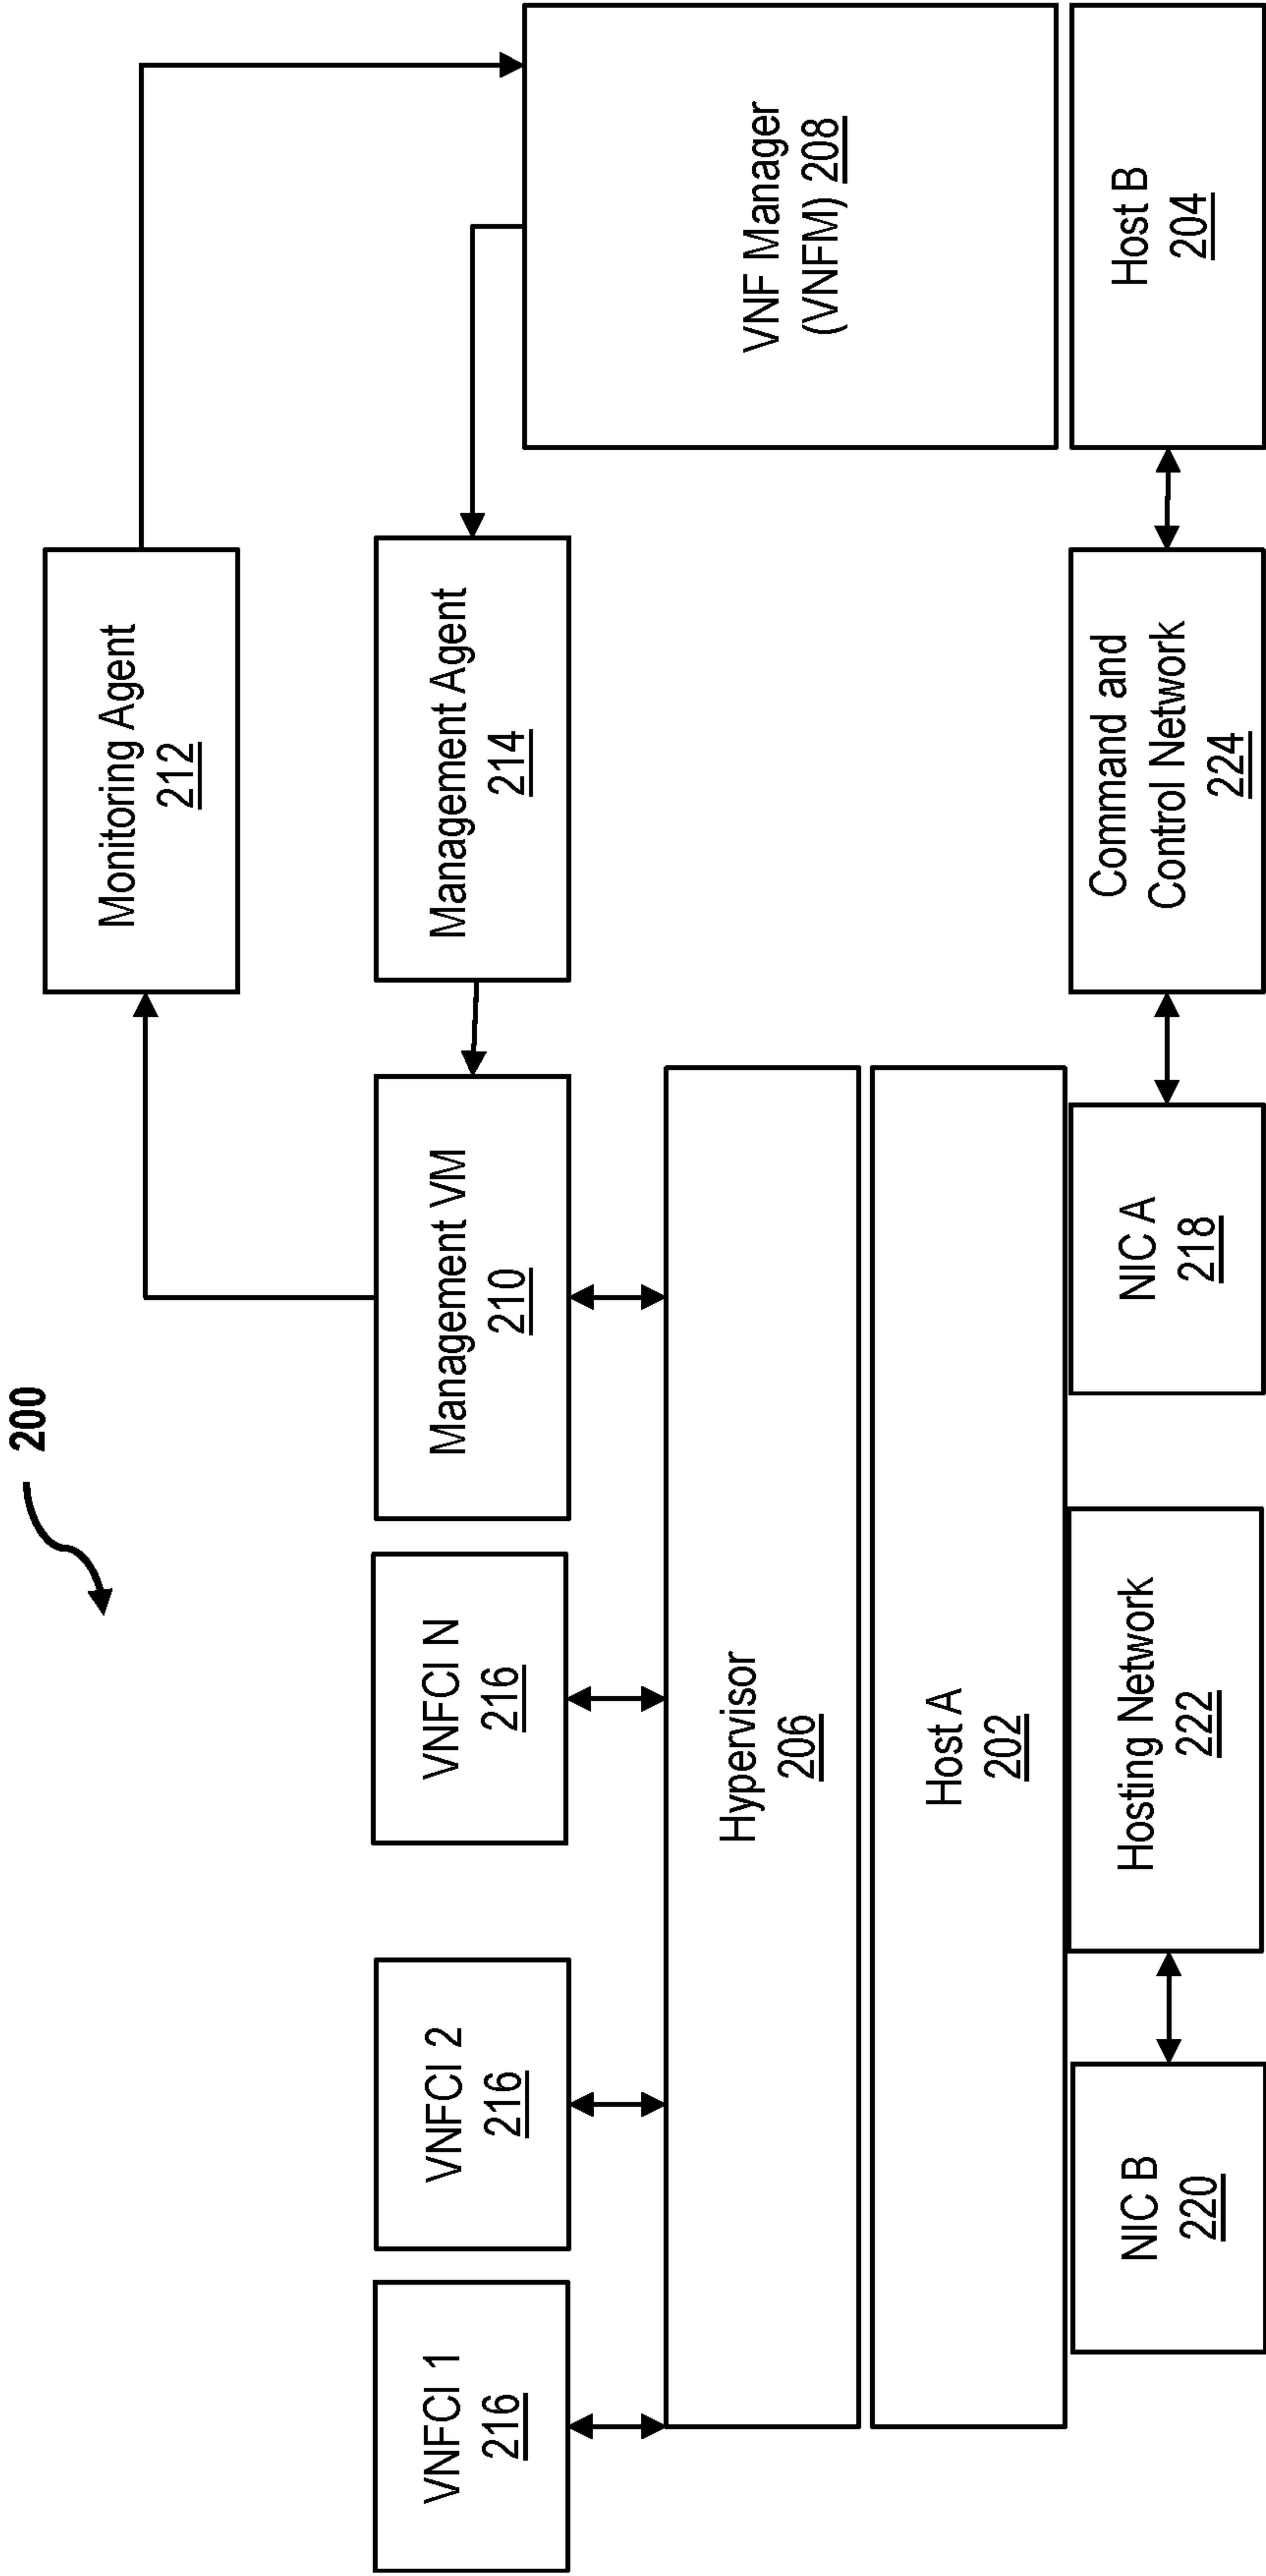 200
Monitoring Agent
212
VNFCI 1
216
VNFCI 2
216
VNFCI N
216
Management VM
210
Management Agent
214
Hypervisor
206
VNF Manager
(VNFM) 208
Host A
202
NIC B
220
Hosting Network
222
NIC A
218
Command and
Control Network
224
Host B
204